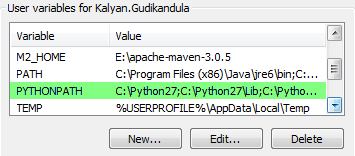 User variables for Kalyan.Gudikandula
Variable Value
M2_HOME E:\apache-maven-3.0.5
PATH C:\Program Files (x86)\Java\jre6\bin;C:...
PYTHONPATH C:\Python27;C:\Python27\Lib;C:\Pytho...
TEMP %USERPROFILE%\AppData\Local\Temp
New... Edit... Delete